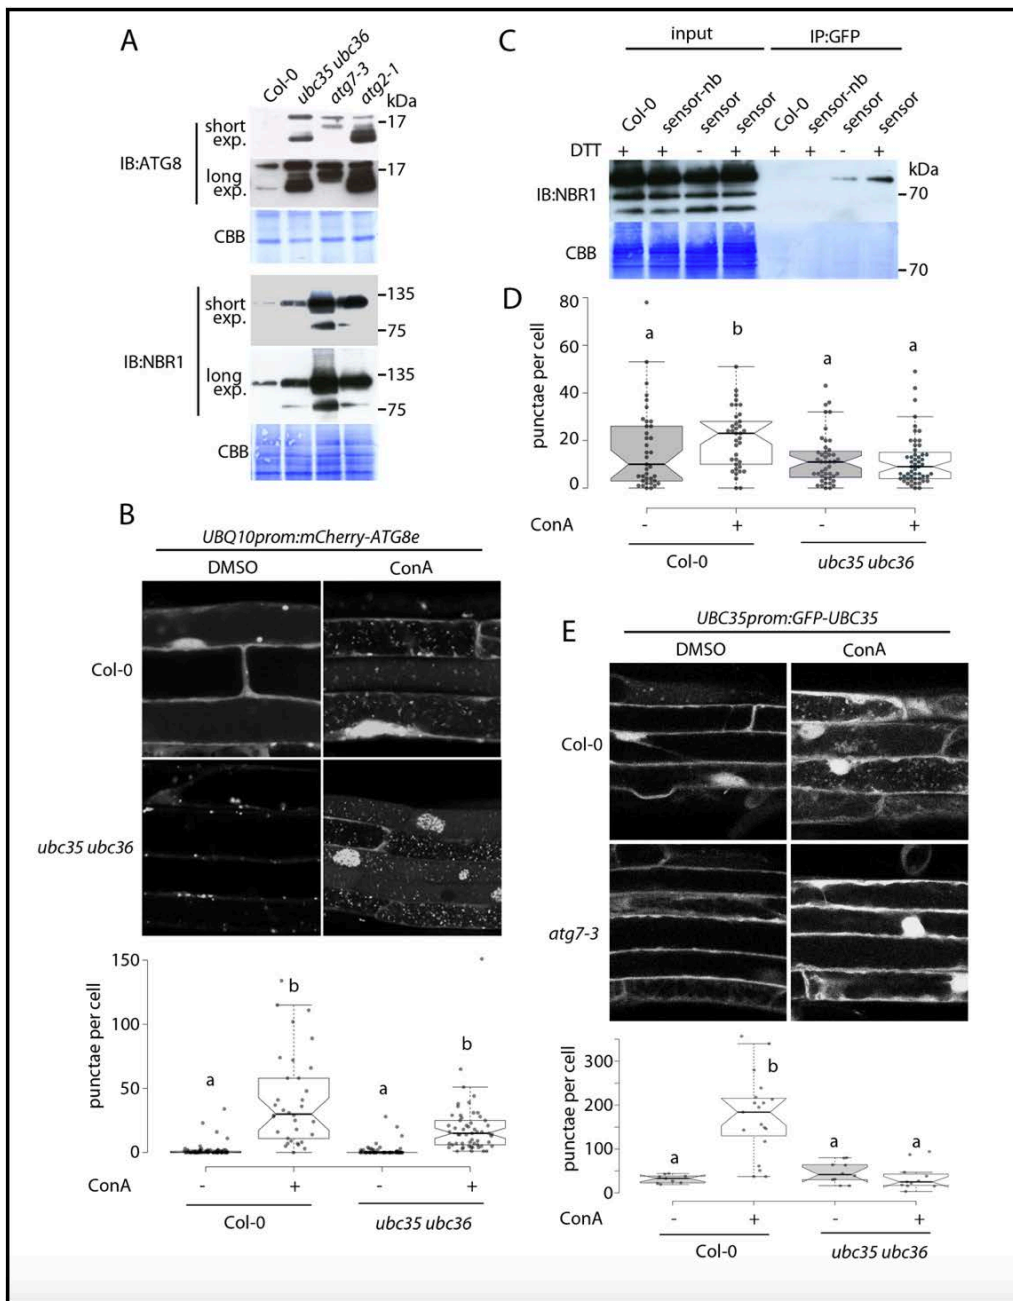 A
Col-0
ubc35 ubc36
atg7-3
atg2-1
kDa
short exp.
17
IB:ATG8
long exp.
17
CBB
short exp.
135
75
IB:NBR1
long exp.
135
75
CBB
C
input
IP:GFP
Col-0
sensor-nb
sensor
sensor
Col-0
sensor-nb
sensor
sensor
DTT + + - + + + - +
kDa
IB:NBR1
70
CBB
70
D
punctae per cell
80
60
40
20
0
a
b
a
a
ConA - + - +
Col-0
ubc35 ubc36
B
UBQ10prom:mCherry-ATG8e
DMSO
ConA
Col-0
ubc35 ubc36
punctae per cell
150
100
50
0
a
b
a
b
ConA - + - +
Col-0
ubc35 ubc36
E
UBC35prom:GFP-UBC35
DMSO
ConA
Col-0
atg7-3
punctae per cell
300
200
100
0
a
b
a
a
ConA - + - +
Col-0
ubc35 ubc36